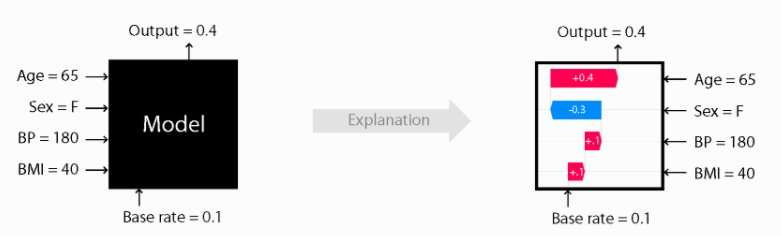 Output = 0.4
Age = 65
Sex = F
BP = 180
BMI = 40
Model
Base rate = 0.1
Explanation
Output = 0.4
+0.4
-0.3
+.1
+.1
Age = 65
Sex = F
BP = 180
BMI = 40
Base rate = 0.1